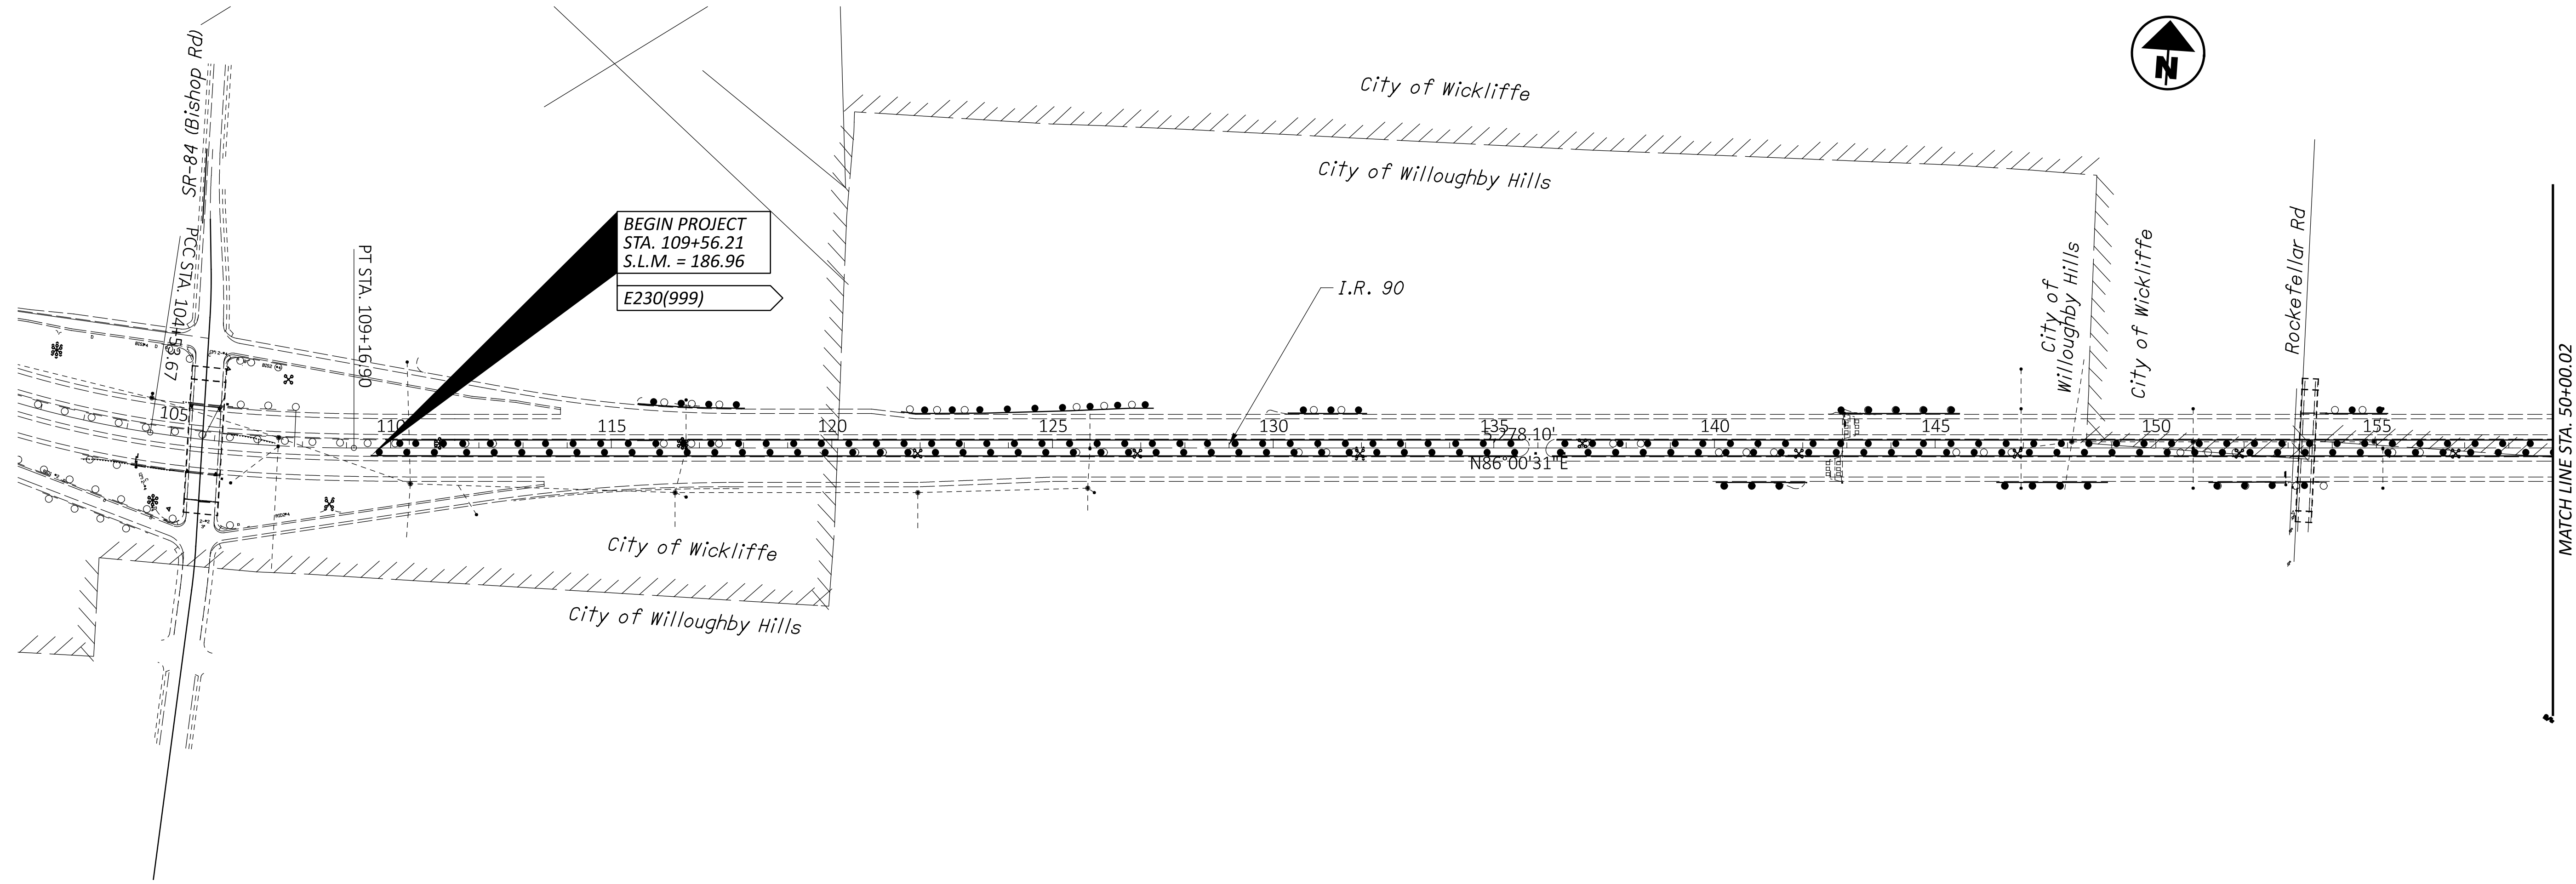 City of Wickliffe
N
SR-84 (Bishop Rd)
City of Willoughby Hills
BEGIN PROJECT
STA. 109+56.21
S.L.M. = 186.96
E230(999)
PCC STA. 104+53.67
PT STA. 109+16.90
I.R. 90
City of
Willoughby Hills
City of Wickliffe
Rockefellar Rd
MATCH LINE STA. 50+00.02
105
110
115
120
125
130
135
140
145
150
155
5,278.10'
N86°00'31"E
City of Wickliffe
City of Willoughby Hills